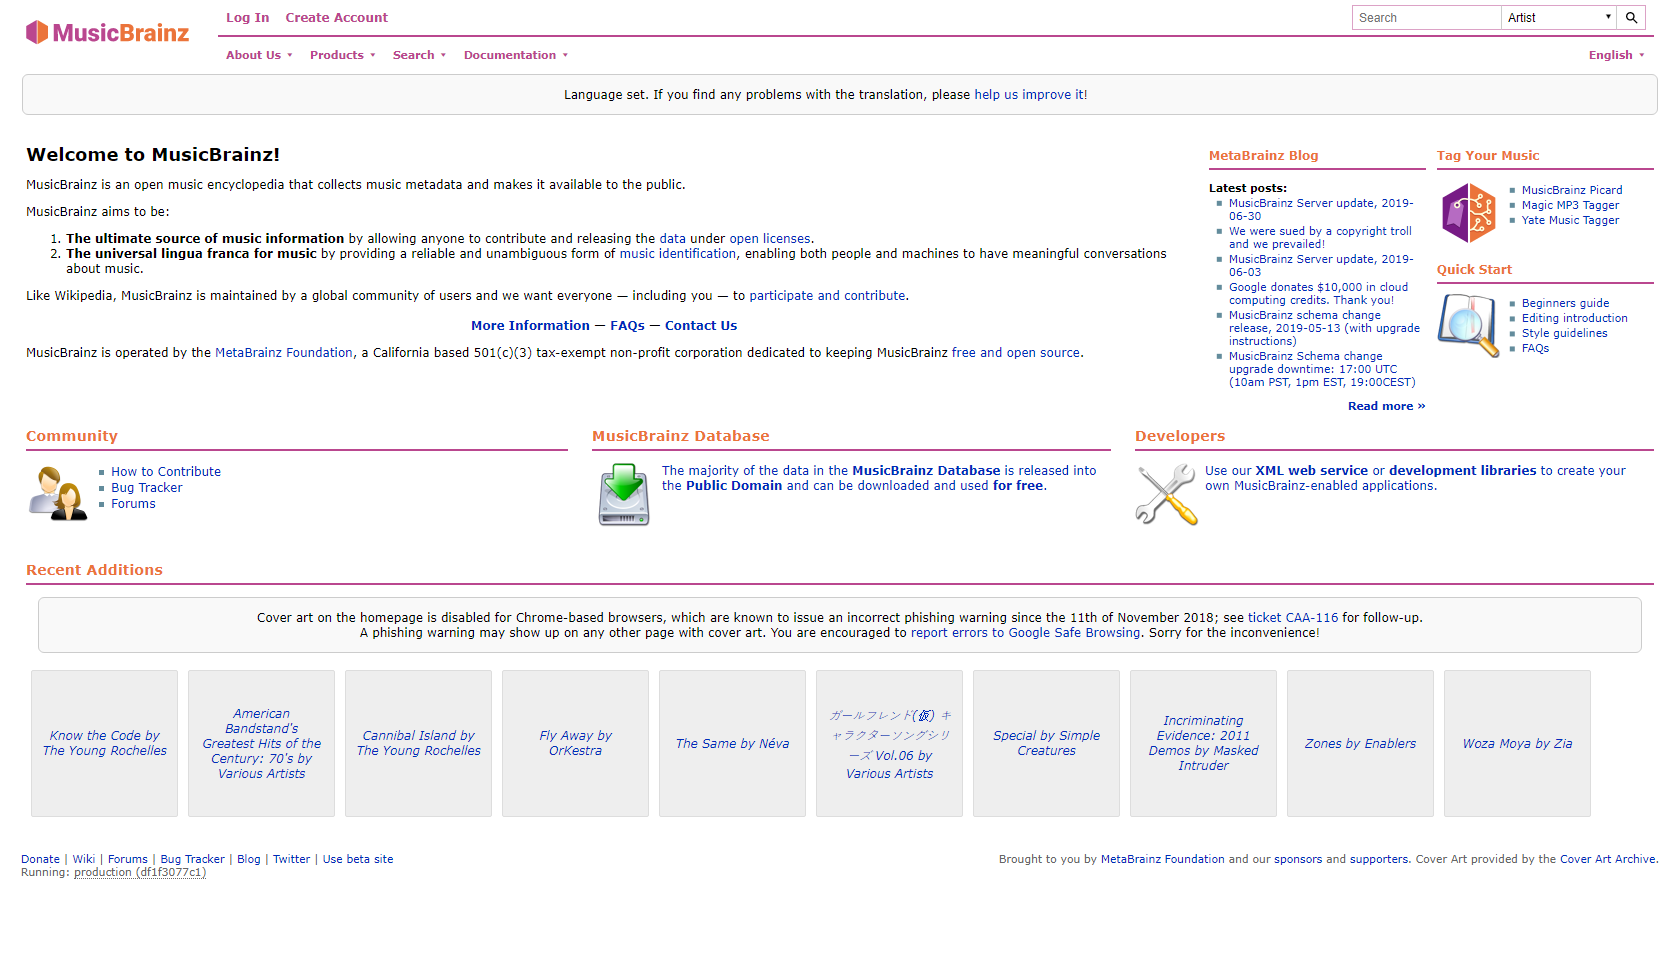 MusicBrainz
Log In Create Account
Search Artist
About Us Products Search Documentation English
Language set. If you find any problems with the translation, please help us improve it!
Welcome to MusicBrainz!
MusicBrainz is an open music encyclopedia that collects music metadata and makes it available to the public.
MusicBrainz aims to be:
1. The ultimate source of music information by allowing anyone to contribute and releasing the data under open licenses.
2. The universal lingua franca for music by providing a reliable and unambiguous form of music identification, enabling both people and machines to have meaningful conversations
about music.
Like Wikipedia, MusicBrainz is maintained by a global community of users and we want everyone — including you — to participate and contribute.
More Information — FAQs — Contact Us
MusicBrainz is operated by the MetaBrainz Foundation, a California based 501(c)(3) tax-exempt non-profit corporation dedicated to keeping MusicBrainz free and open source.
MetaBrainz Blog
Latest posts:
MusicBrainz Server update, 2019-
06-30
We were sued by a copyright troll
and we prevailed!
MusicBrainz Server update, 2019-
06-03
Google donates $10,000 in cloud
computing credits. Thank you!
MusicBrainz schema change
release, 2019-05-13 (with upgrade
instructions)
MusicBrainz Schema change
upgrade downtime: 17:00 UTC
(10am PST, 1pm EST, 19:00CEST)
Read more »
Tag Your Music
MusicBrainz Picard
Magic MP3 Tagger
Yate Music Tagger
Quick Start
Beginners guide
Editing introduction
Style guidelines
FAQs
Community
How to Contribute
Bug Tracker
Forums
MusicBrainz Database
The majority of the data in the MusicBrainz Database is released into
the Public Domain and can be downloaded and used for free.
Developers
Use our XML web service or development libraries to create your
own MusicBrainz-enabled applications.
Recent Additions
Cover art on the homepage is disabled for Chrome-based browsers, which are known to issue an incorrect phishing warning since the 11th of November 2018; see ticket CAA-116 for follow-up.
A phishing warning may show up on any other page with cover art. You are encouraged to report errors to Google Safe Browsing. Sorry for the inconvenience!
Know the Code by
The Young Rochelles
American
Bandstand's
Greatest Hits of the
Century: 70's by
Various Artists
Cannibal Island by
The Young Rochelles
Fly Away by
OrKestra
The Same by Néva
ガールフレンド(仮) キ
ャラクターソングシリ
ーズ Vol.06 by
Various Artists
Special by Simple
Creatures
Incriminating
Evidence: 2011
Demos by Masked
Intruder
Zones by Enablers
Woza Moya by Zia
Donate | Wiki | Forums | Bug Tracker | Blog | Twitter | Use beta site
Running: production (df1f3077c1)
Brought to you by MetaBrainz Foundation and our sponsors and supporters. Cover Art provided by the Cover Art Archive.